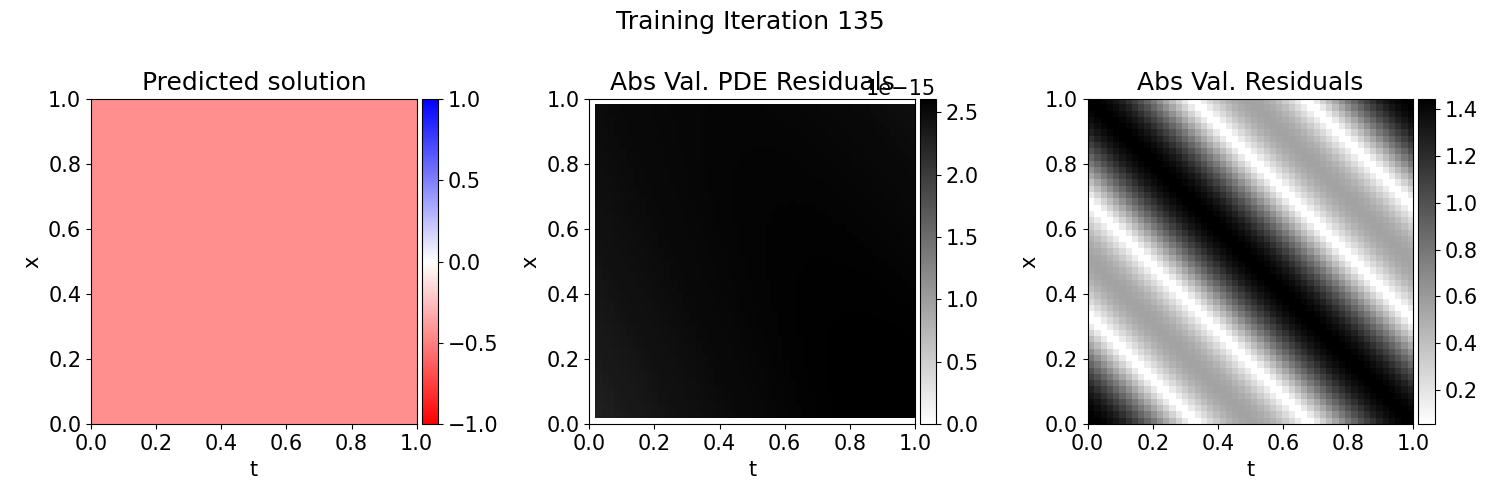 Training Iteration 135
Predicted solution
1.0
0.8
0.6
0.4
0.2
0.0
x
0.0 0.2 0.4 0.6 0.8 1.0
t
1.0
0.5
0.0
−0.5
−1.0
Abs Val. PDE Residuals
1e−15
1.0
0.8
0.6
0.4
0.2
0.0
x
0.0 0.2 0.4 0.6 0.8 1.0
t
2.5
2.0
1.5
1.0
0.5
0.0
Abs Val. Residuals
1.0
0.8
0.6
0.4
0.2
0.0
x
0.0 0.2 0.4 0.6 0.8 1.0
t
1.4
1.2
1.0
0.8
0.6
0.4
0.2